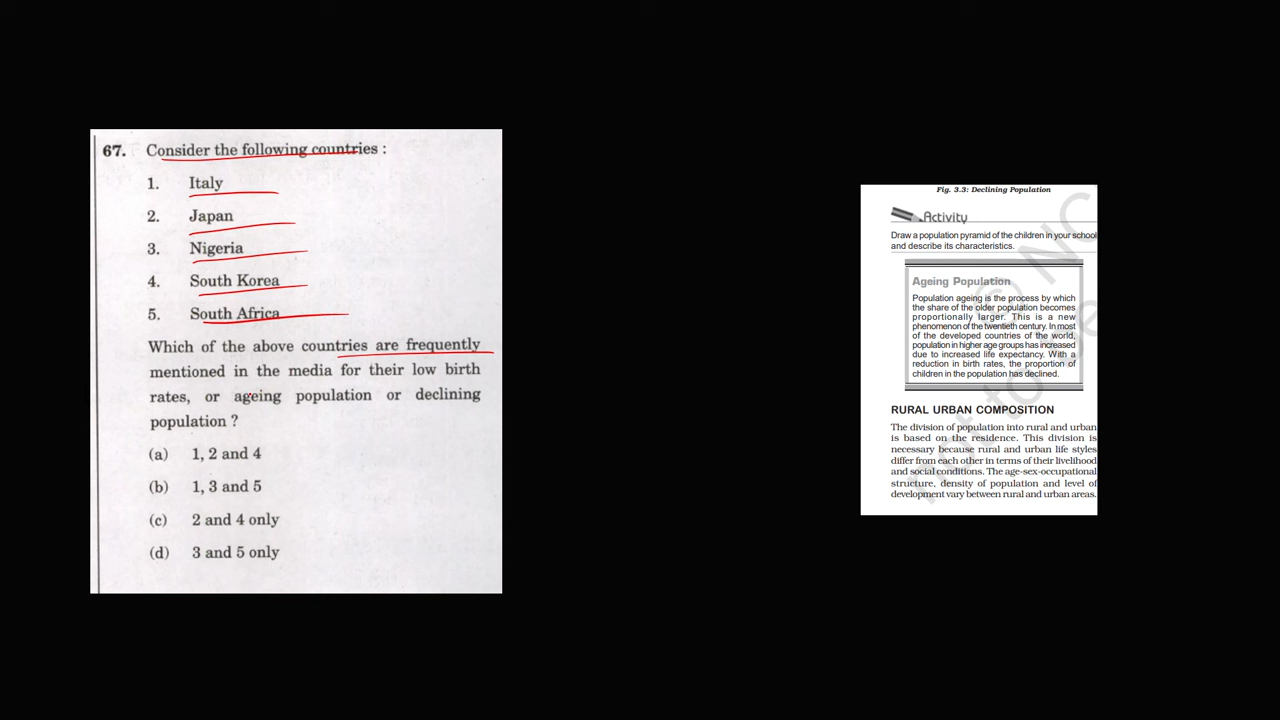 67. Consider the following countries :
1. Italy
2. Japan
3. Nigeria
4. South Korea
5. South Africa
Which of the above countries are frequently
mentioned in the media for their low birth
rates, or ageing population or declining
population ?
(a) 1, 2 and 4
(b) 1, 3 and 5
(c) 2 and 4 only
(d) 3 and 5 only
Fig. 3.3: Declining Population
Activity
Draw a population pyramid of the children in your school
and describe its characteristics.
Ageing Population
Population ageing is the process by which
the share of the older population becomes
proportionally larger. This is a new
phenomenon of the twentieth century. In most
of the developed countries of the world,
population in higher age groups has increased
due to increased life expectancy. With a
reduction in birth rates, the proportion of
children in the population has declined.
RURAL URBAN COMPOSITION
The division of population into rural and urban
is based on the residence. This division is
necessary because rural and urban life styles
differ from each other in terms of their livelihood
and social conditions. The age-sex-occupational
structure, density of population and level of
development vary between rural and urban areas.
© NC
not to be